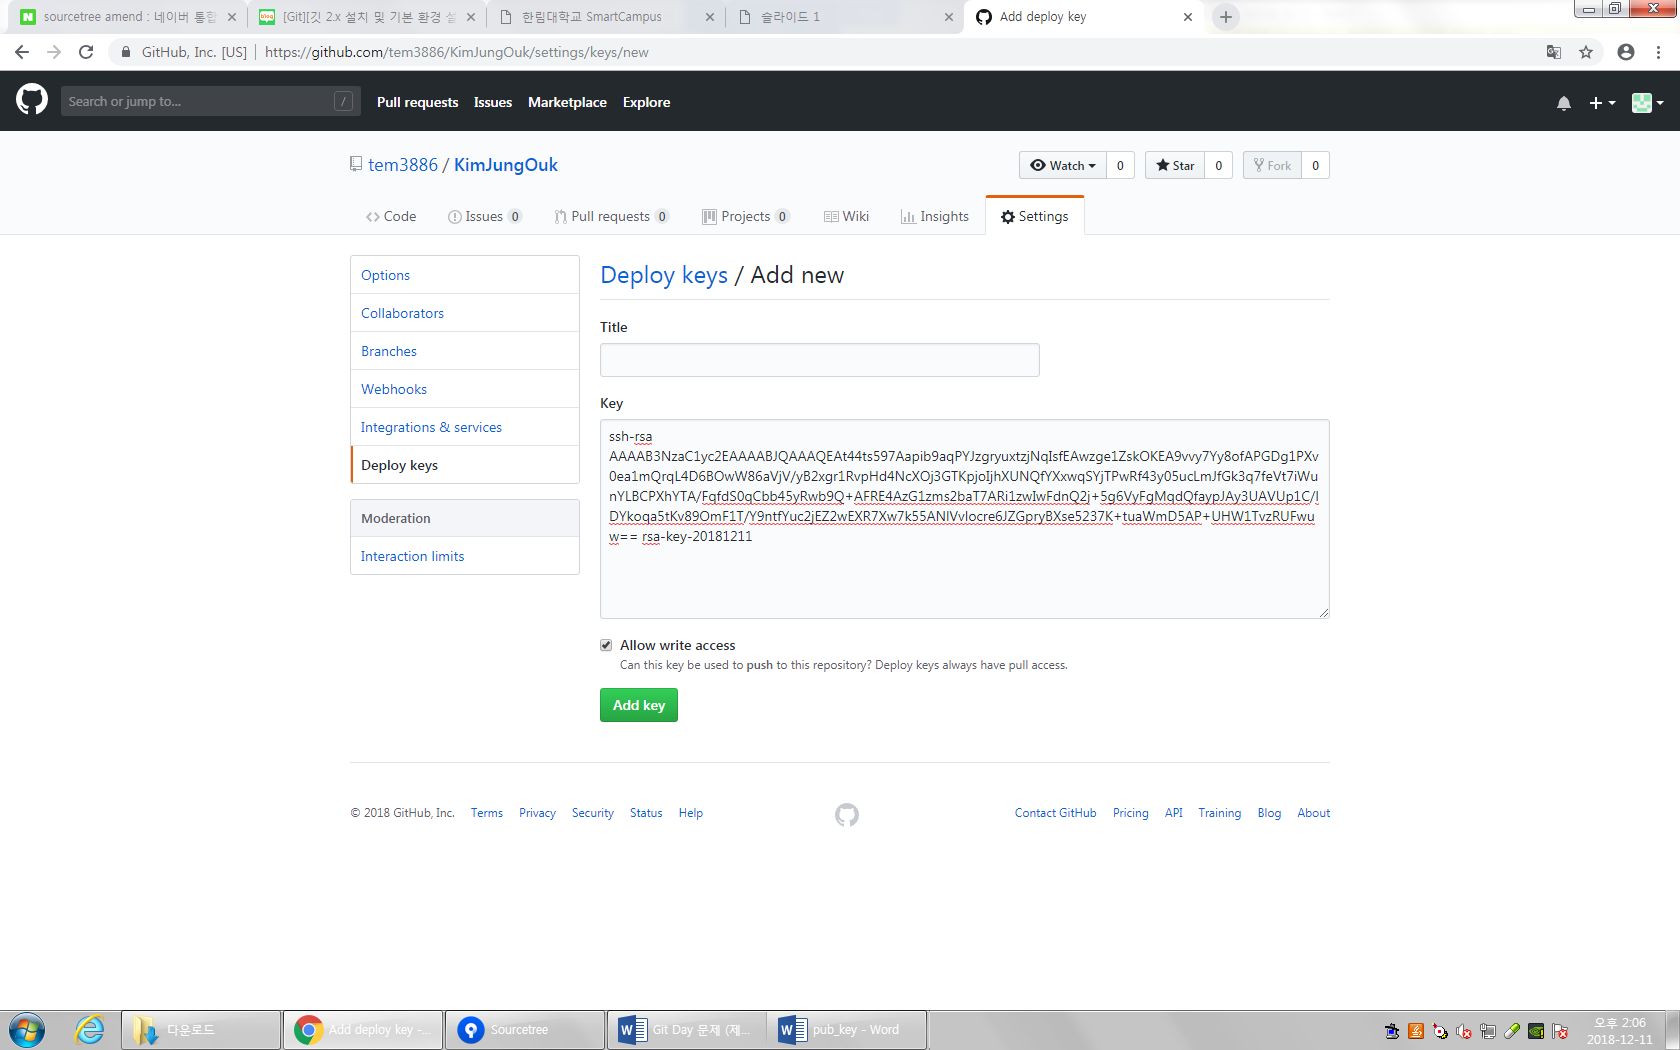 sourcetree amend : 네이버 통합
[Git][깃 2.x 설치 및 기본 환경 설
한림대학교 SmartCampus
슬라이드 1
Add deploy key
GitHub, Inc. [US]
https://github.com/tem3886/KimJungOuk/settings/keys/new
Search or jump to...
/
Pull requests
Issues
Marketplace
Explore
tem3886 / KimJungOuk
Watch 0
Star 0
Fork 0
Code
Issues 0
Pull requests 0
Projects 0
Wiki
Insights
Settings
Options
Collaborators
Branches
Webhooks
Integrations & services
Deploy keys
Moderation
Interaction limits
Deploy keys / Add new
Title
Key
ssh-rsa
AAAAB3NzaC1yc2EAAAABJQAAAQEAt44ts597Aapib9aqPYJzgryuxtzjNqIsfEAwzge1ZskOKEA9vvy7Yy8ofAPGDg1PXv
0ea1mQrqL4D6BOwW86aVjV/yB2xgr1RvpHd4NcXOj3GTKpjoIjhXUNQfYXxwqSYjTPwRf43y05ucLmJfGk3q7feVt7iWu
nYLBCPXhYTA/FqfdS0qCbb45yRwb9Q+AFRE4AzG1zms2baT7ARi1zwIwFdnQ2j+5g6VyFgMqdQfaypJAy3UAVUp1C/l
DYkoqa5tKv89OmF1T/Y9ntfYuc2jEZ2wEXR7Xw7k55ANlVvlocre6JZGpryBXse5237K+tuaWmD5AP+UHW1TvzRUFwu
w== rsa-key-20181211
Allow write access
Can this key be used to push to this repository? Deploy keys always have pull access.
Add key
© 2018 GitHub, Inc.
Terms
Privacy
Security
Status
Help
Contact GitHub
Pricing
API
Training
Blog
About
다운로드
Add deploy key -...
Sourcetree
Git Day 문제 (제...
pub_key - Word
오후 2:06
2018-12-11